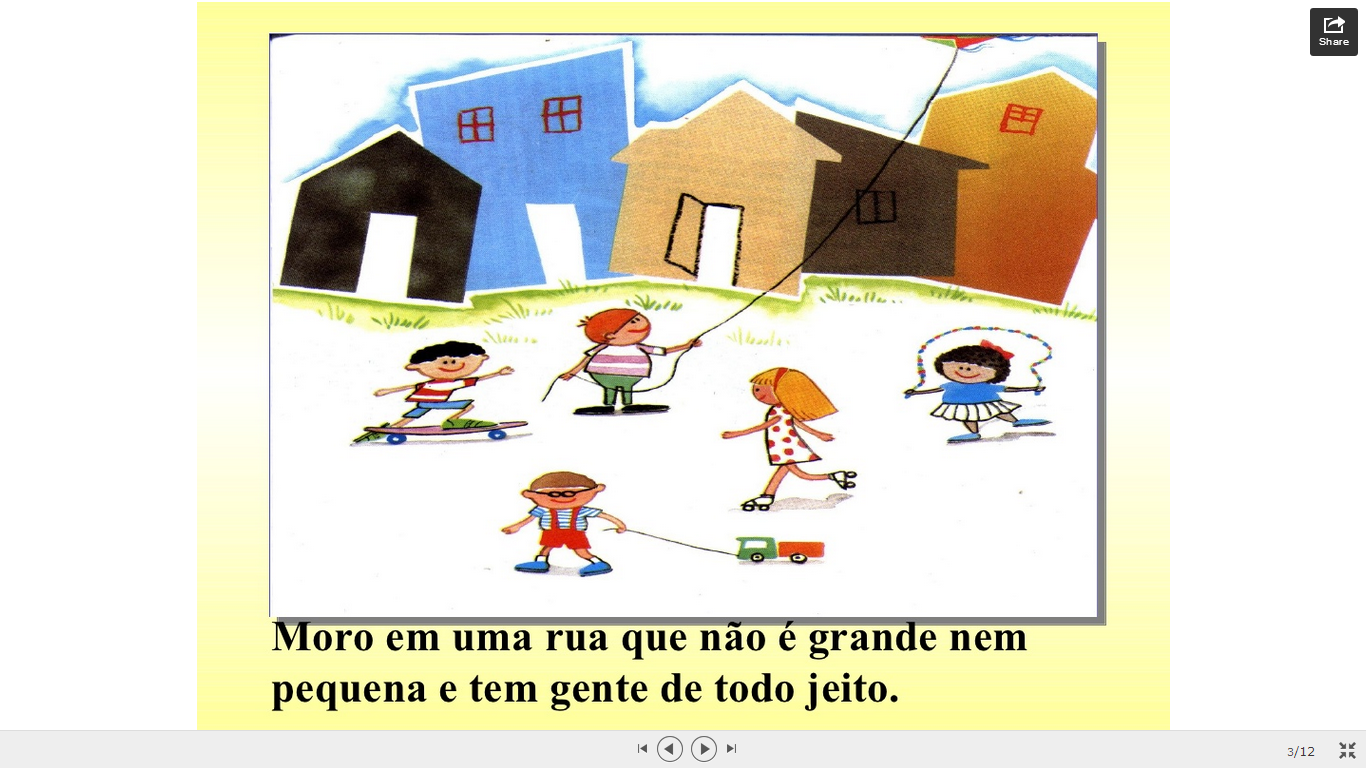 Share
Moro em uma rua que não é grande nem
pequena e tem gente de todo jeito.
3/12